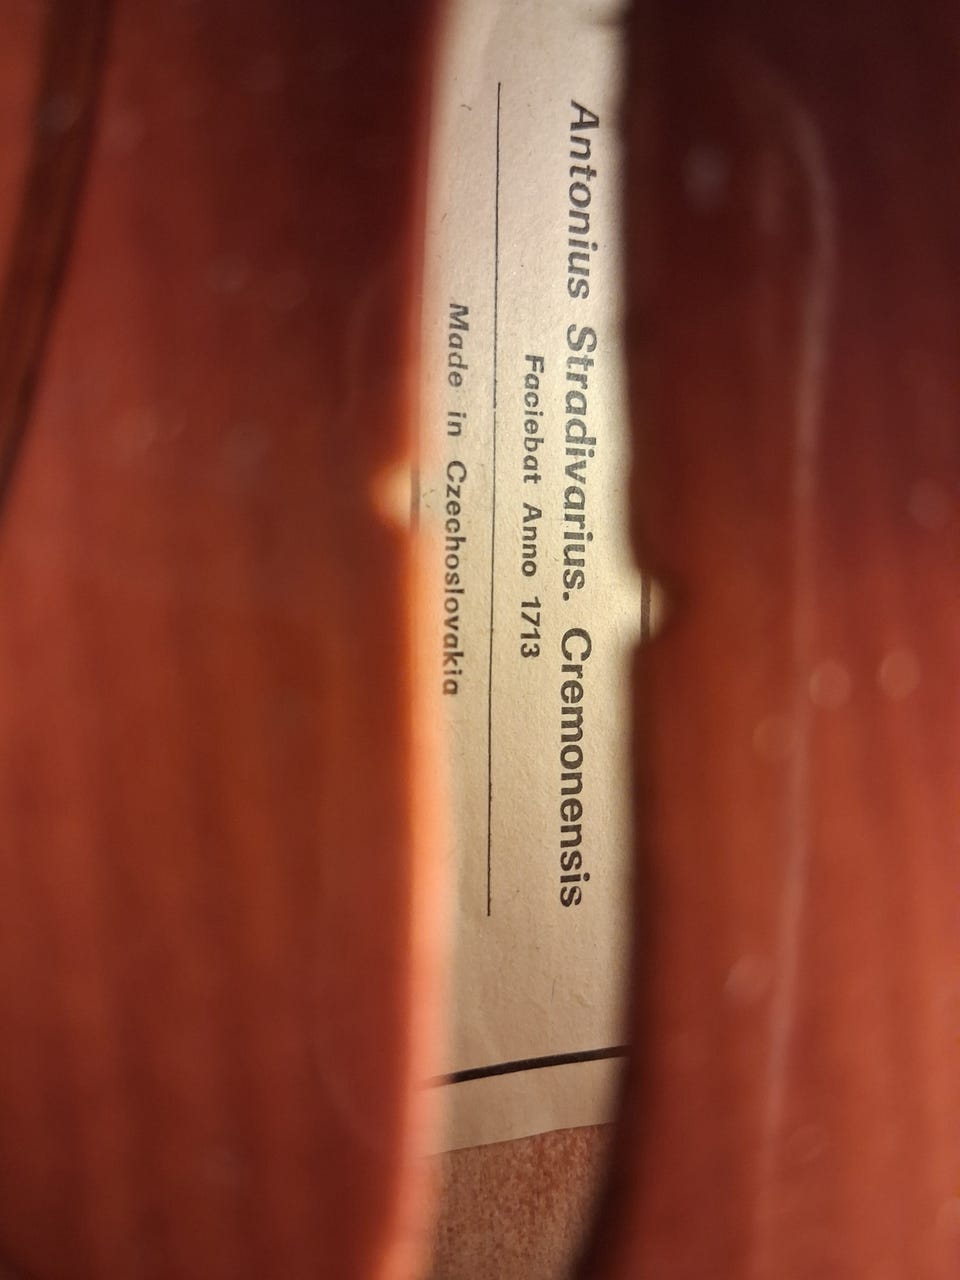 Antonius Stradivarius. Cremonensis
Faciebat Anno 1713
Made in Czechoslovakia